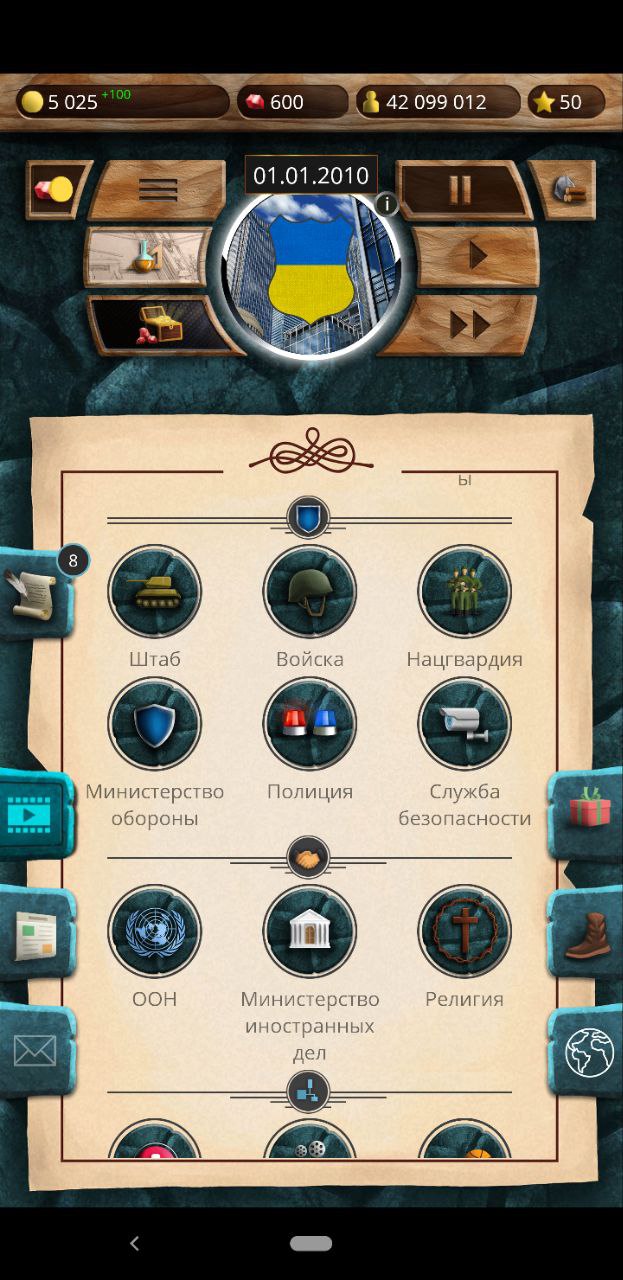 5 025 +100 600 42 099 012 50
01.01.2010
i
1
ы
8
Штаб Войска Нацгвардия
Министерство обороны Полиция Служба безопасности
ООН Министерство иностранных дел Религия